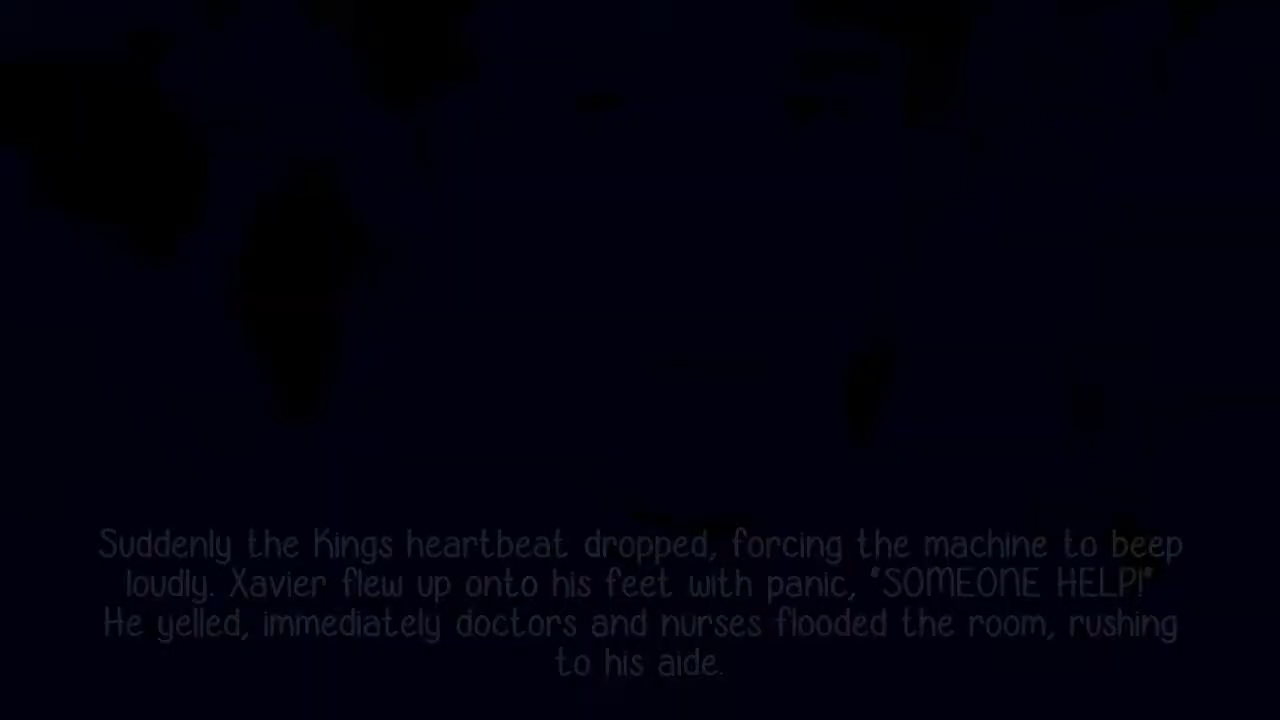 Suddenly the Kings heartbeat dropped, forcing the machine to beep
loudly. Xavier flew up onto his feet with panic, "SOMEONE HELP!"
He yelled, immediately doctors and nurses flooded the room, rushing
to his aide.